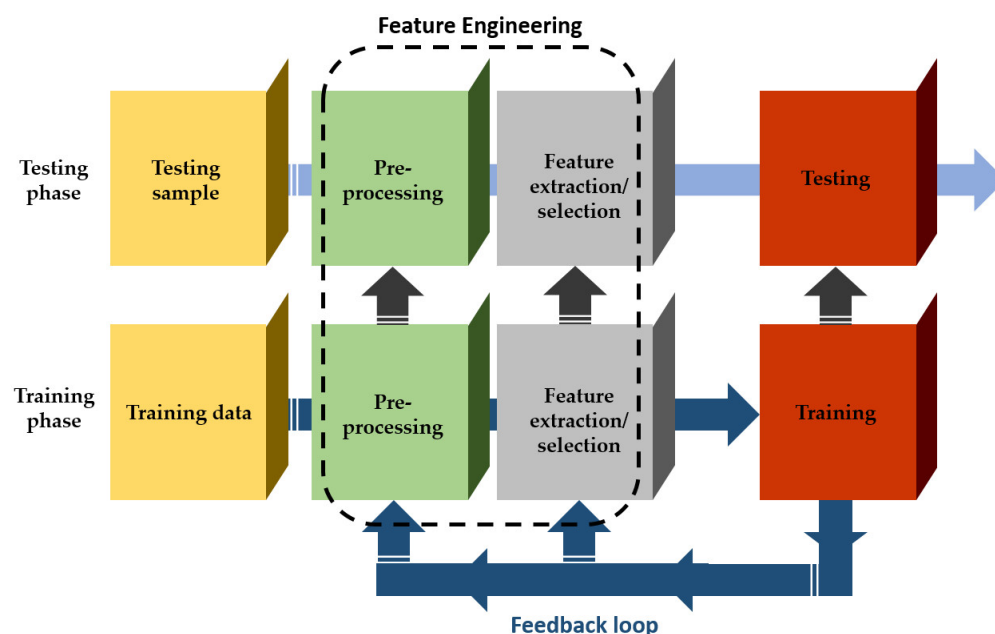 Feature Engineering
Testing
phase
Testing
sample
Pre-
processing
Feature
extraction/
selection
Testing
Training
phase
Training data
Pre-
processing
Feature
extraction/
selection
Training
Feedback loop